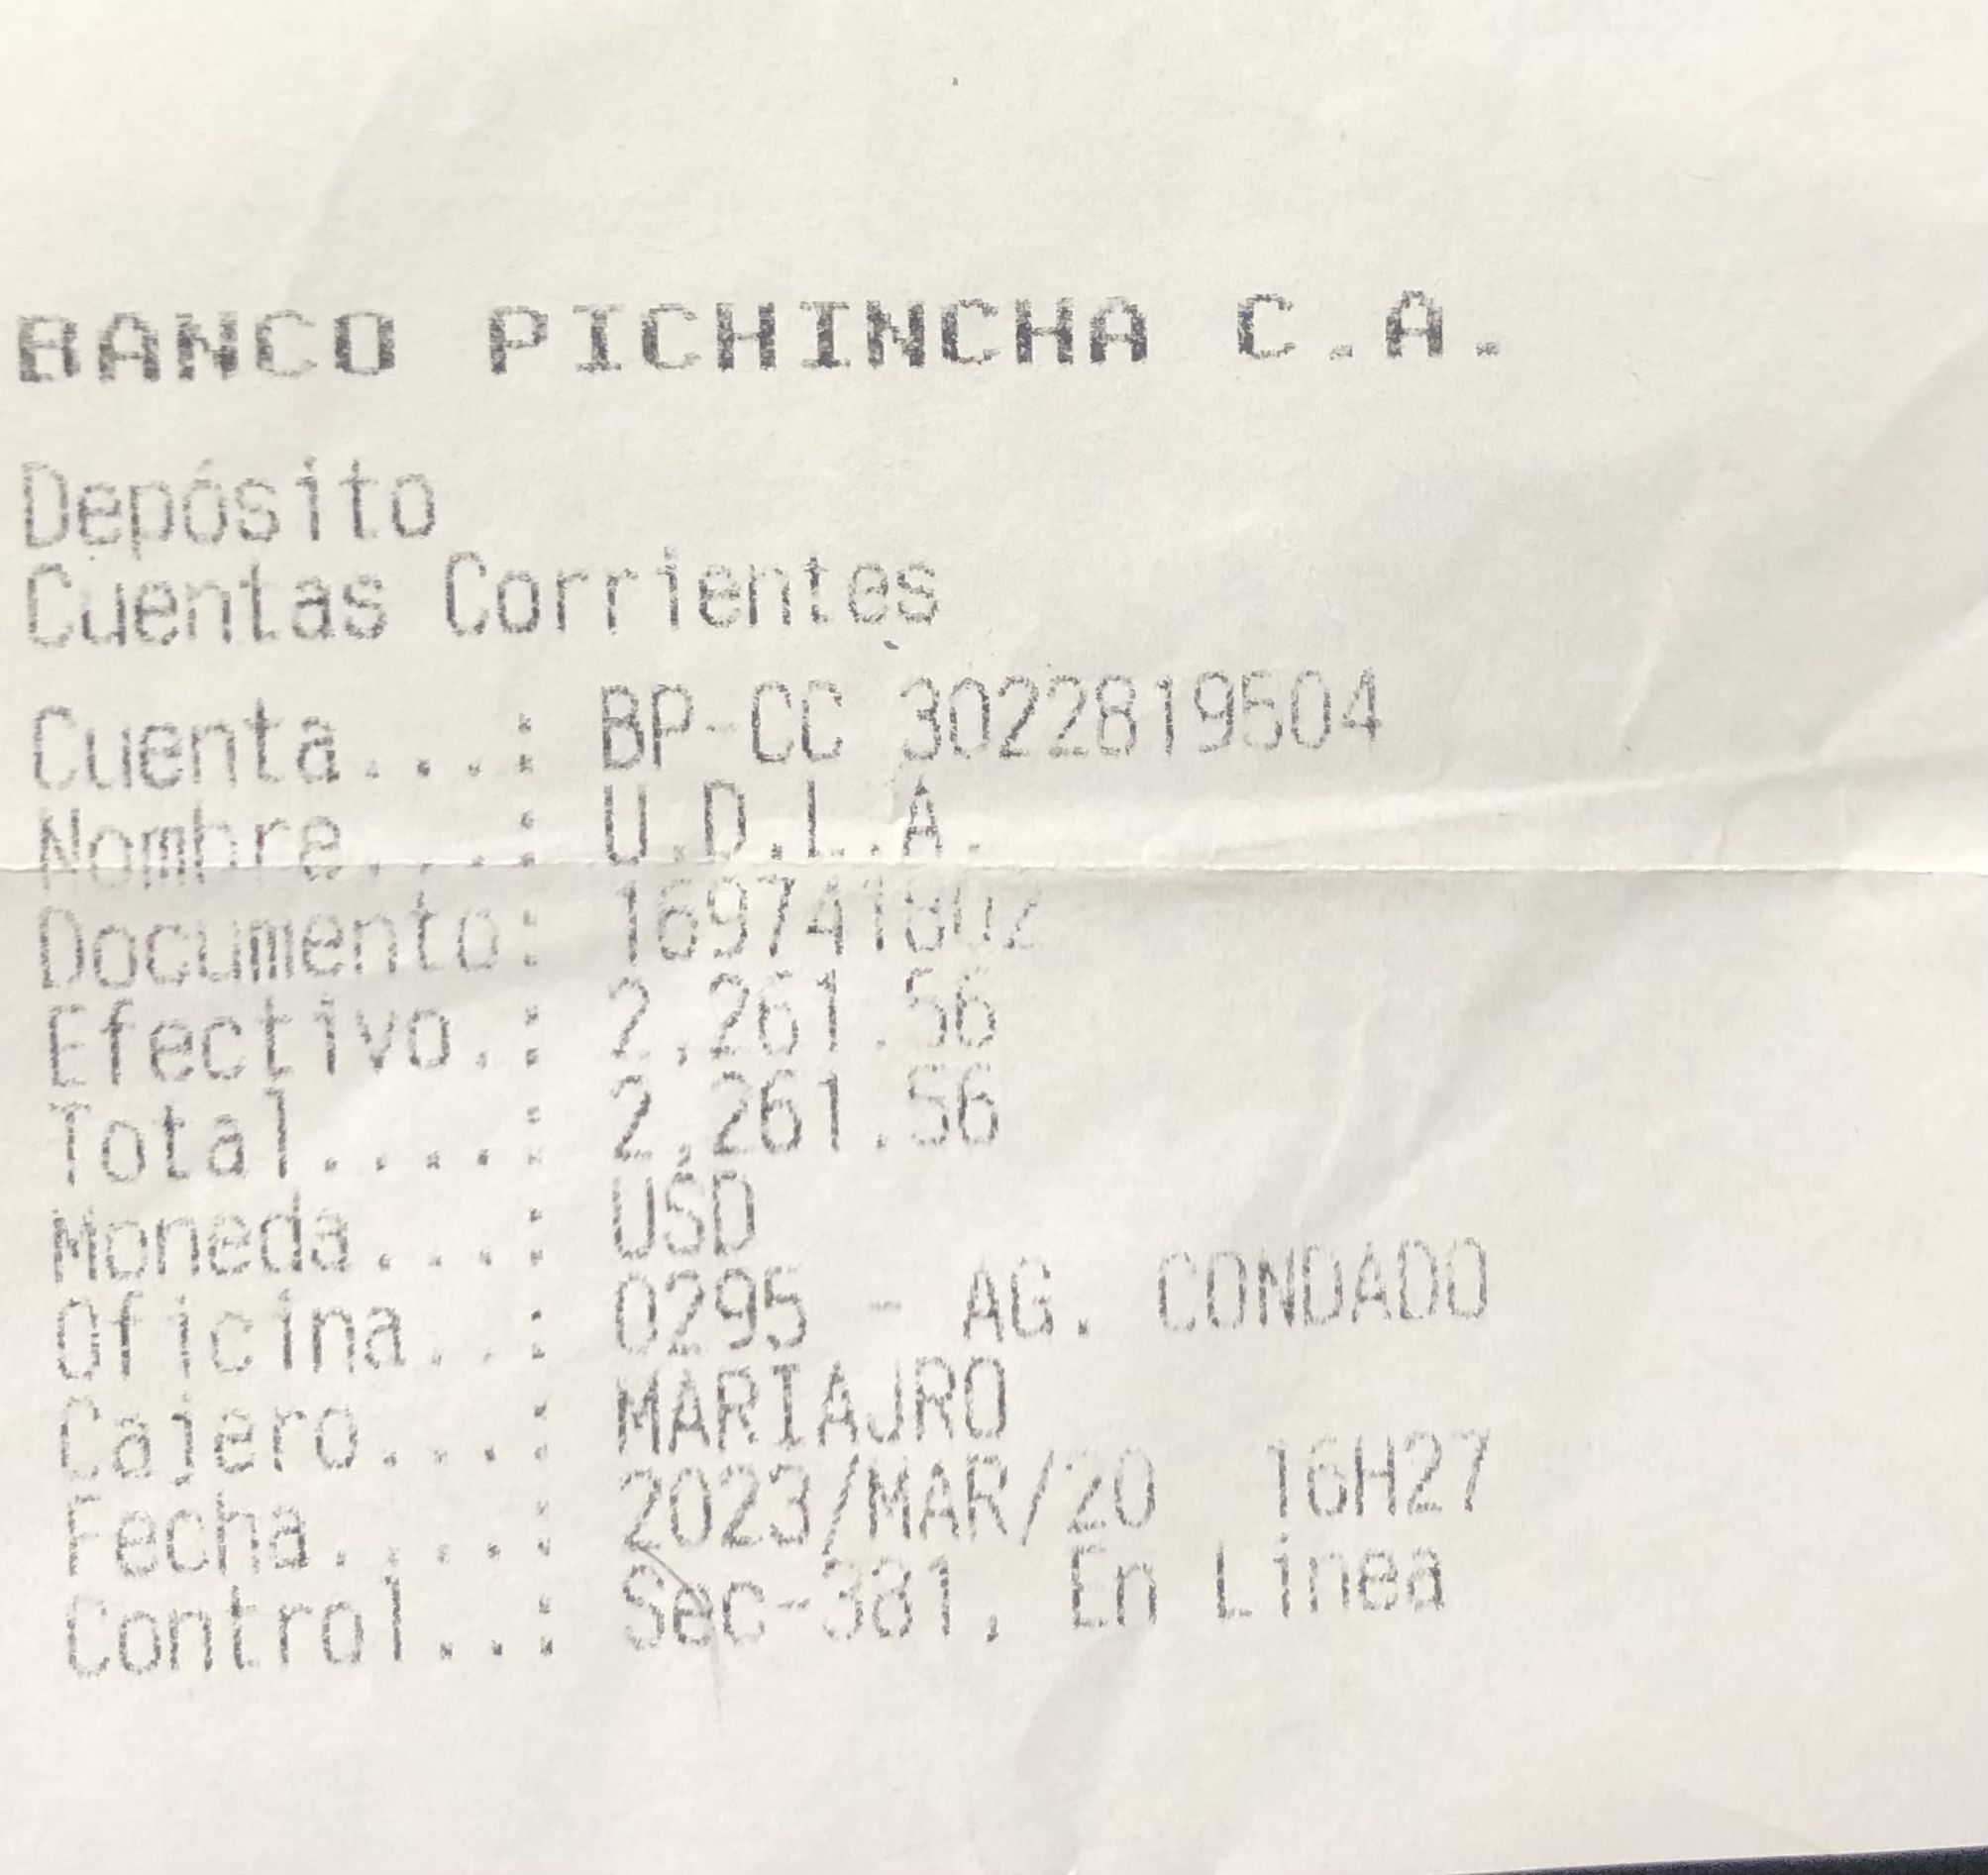 BANCO PICHINCHA C.A.
Depósito
Cuentas Corrientes
Cuenta...: BP-CC 3022819504
Nombre...: U.D.L.A.
Documento: 169741802
Efectivo.: 2,261.56
Total....: 2,261.56
Moneda...: USD
Oficina..: 0295 - AG. CONDADO
Cajero...: MARIAJRO
Fecha....: 2023/MAR/20 16H27
Control..: Sec-381, En Linea